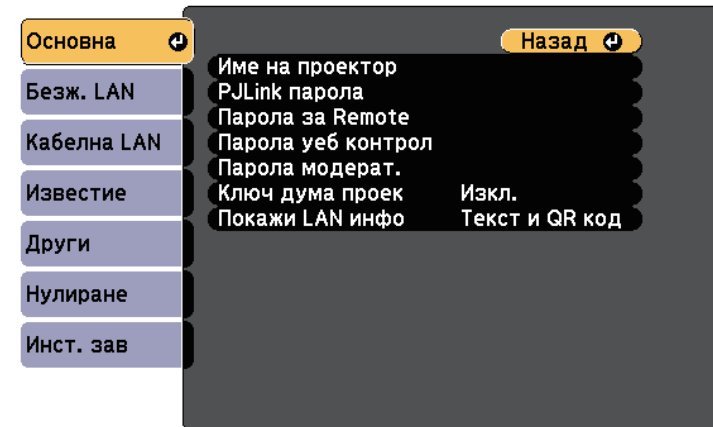 Основна
Безж. LAN
Кабелна LAN
Известие
Други
Нулиране
Инст. зав
Назад
Име на проектор
PJLink парола
Парола за Remote
Парола уеб контрол
Парола модерат.
Ключ дума проек Изкл.
Покажи LAN инфо Текст и QR код